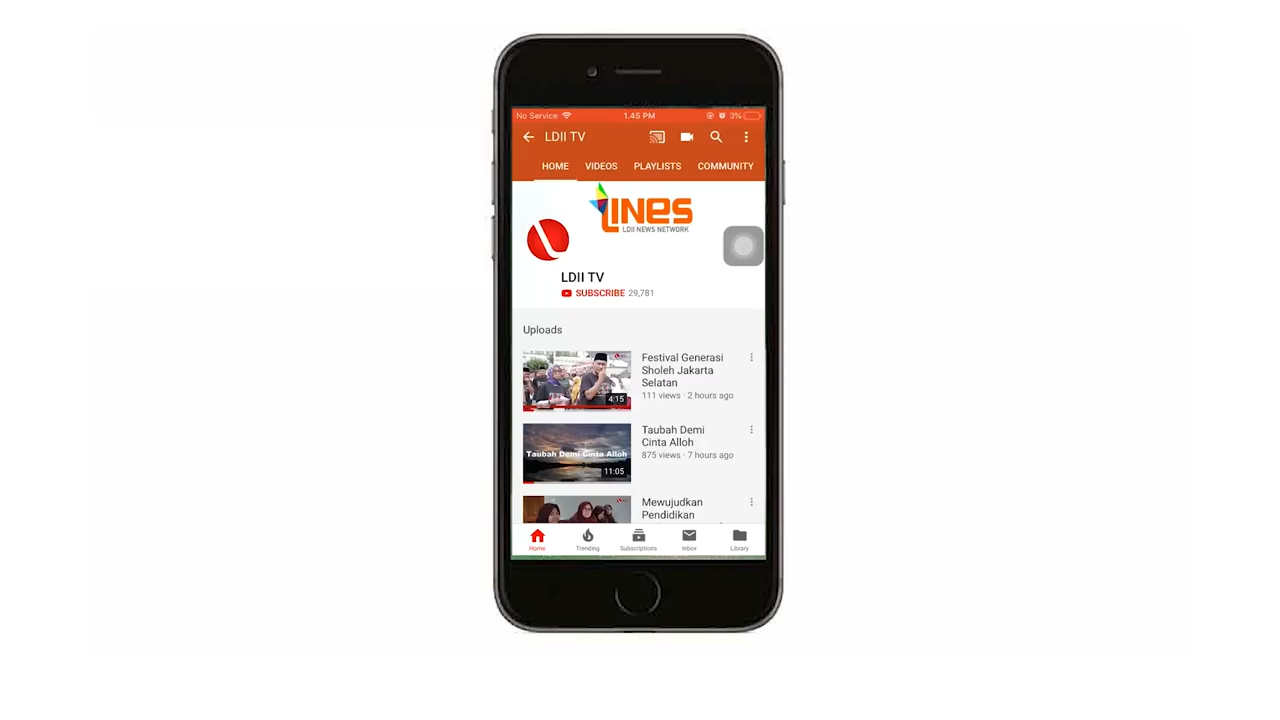 No Service 1.45 PM 3%
LDII TV
HOME VIDEOS PLAYLISTS COMMUNITY
LINES
LDII NEWS NETWORK
LDII TV
SUBSCRIBE 29,781
Uploads
Festival Generasi
Sholeh Jakarta
Selatan
111 views · 2 hours ago
4:15
Taubah Demi
Cinta Alloh
875 views · 7 hours ago
Taubah Demi Cinta Alloh
11:05
Mewujudkan
Pendidikan
Home Trending Subscriptions Inbox Library